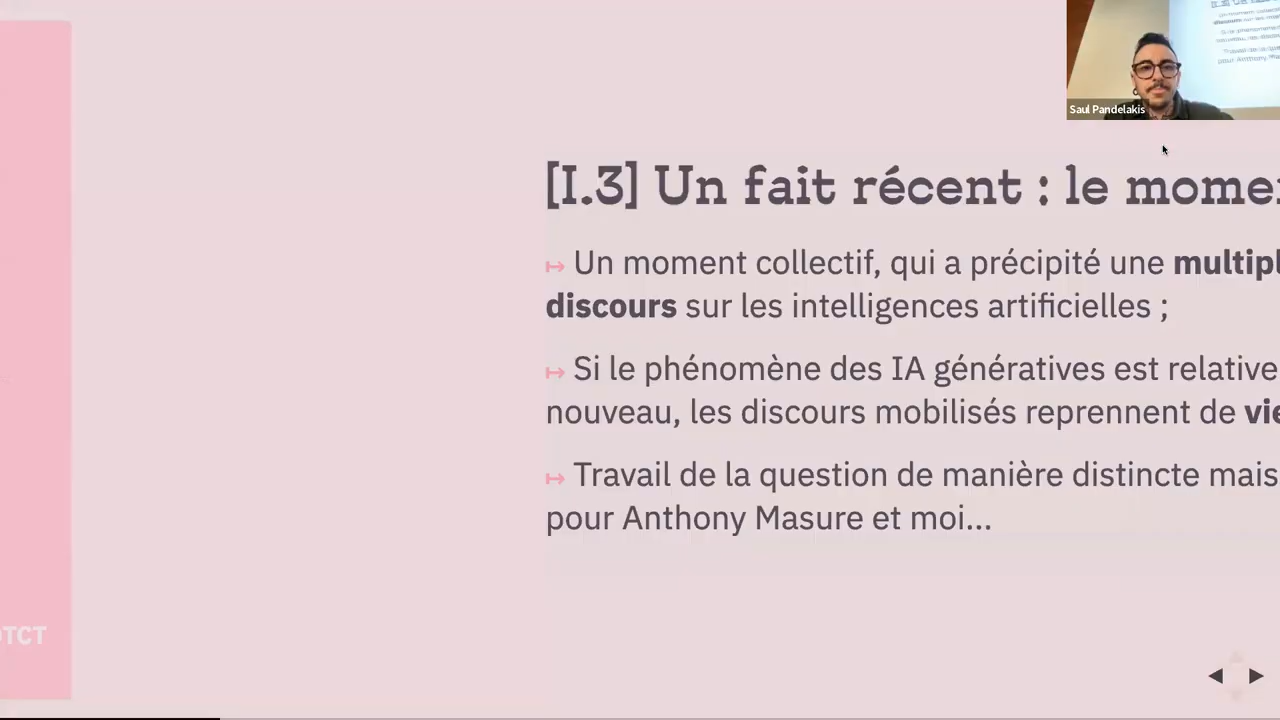 Saul Pandelakis
[I.3] Un fait récent : le mome
↦ Un moment collectif, qui a précipité une multipl
discours sur les intelligences artificielles ;
↦ Si le phénomène des IA génératives est relative
nouveau, les discours mobilisés reprennent de vie
↦ Travail de la question de manière distincte mais
pour Anthony Masure et moi...
OTCT